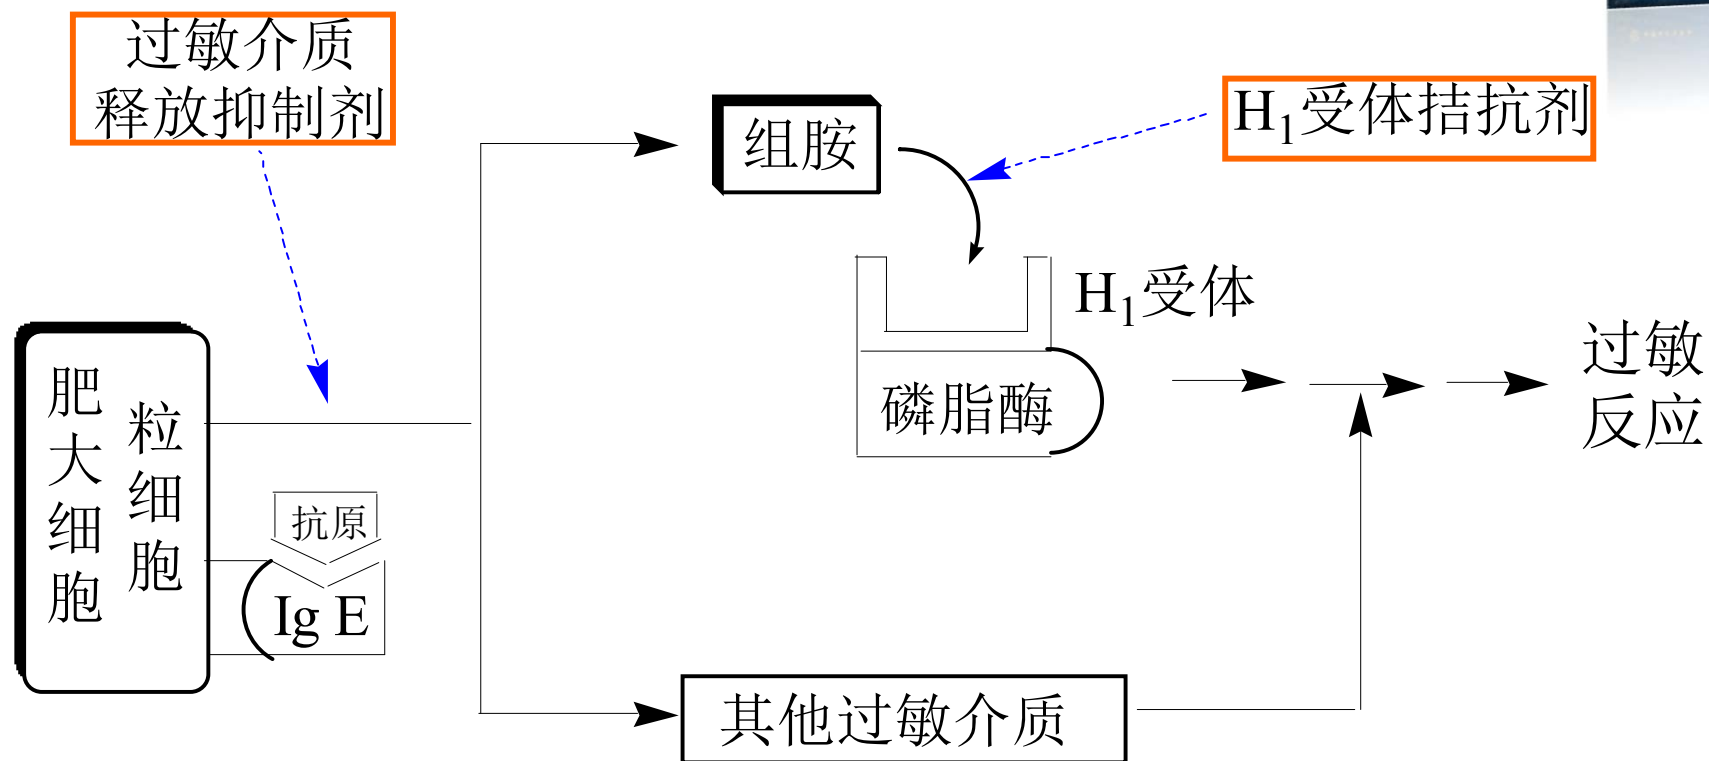 过敏介质
释放抑制剂
组胺
H₁受体拮抗剂
H₁受体
磷脂酶
过敏
反应
肥大细胞
粒细胞
抗原
Ig E
其他过敏介质